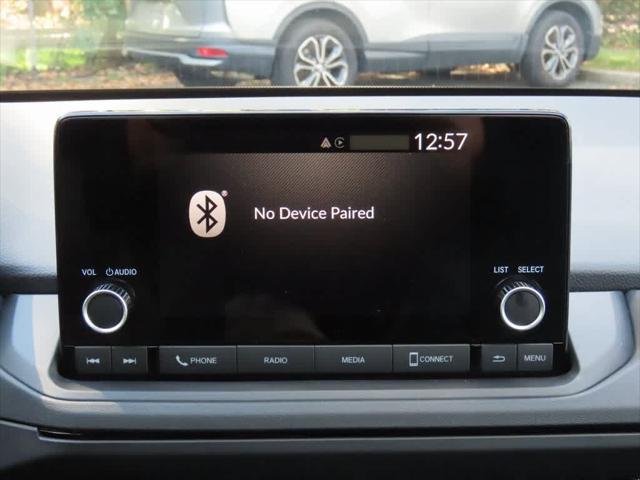 12:57
No Device Paired
VOL AUDIO
LIST SELECT
PHONE RADIO MEDIA CONNECT MENU